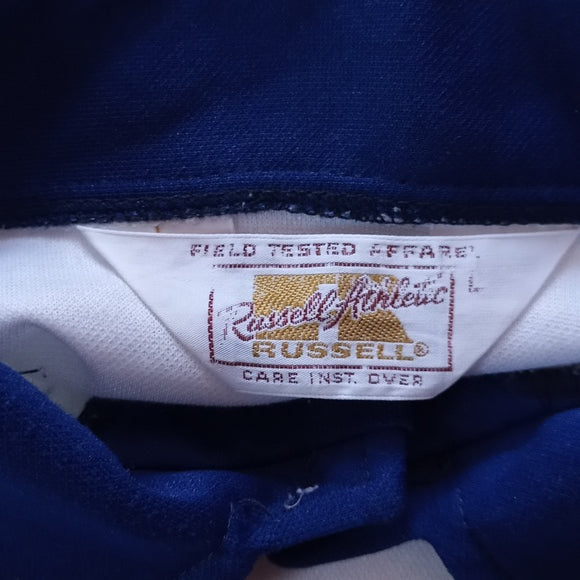 FIELD TESTED APPAREL
Russell Athletic
RUSSELL®
CARE INST. OVER